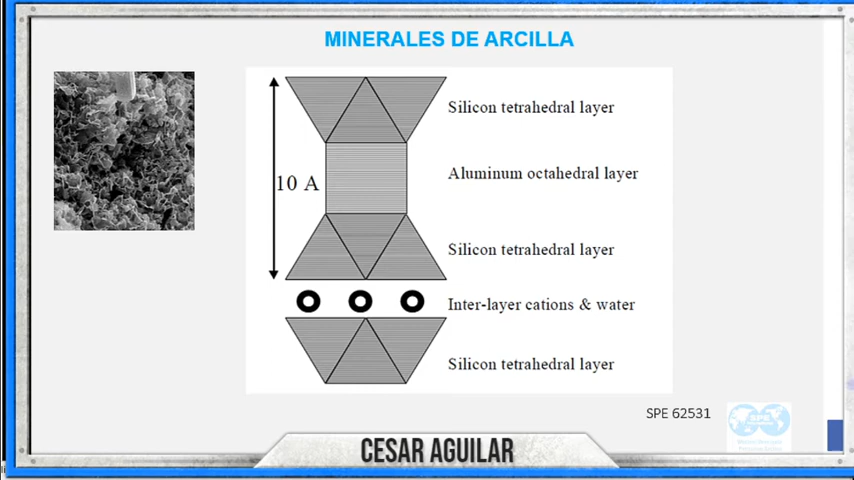 MINERALES DE ARCILLA
Silicon tetrahedral layer
Aluminum octahedral layer
10 A
Silicon tetrahedral layer
Inter-layer cations & water
Silicon tetrahedral layer
SPE 62531
CESAR AGUILAR